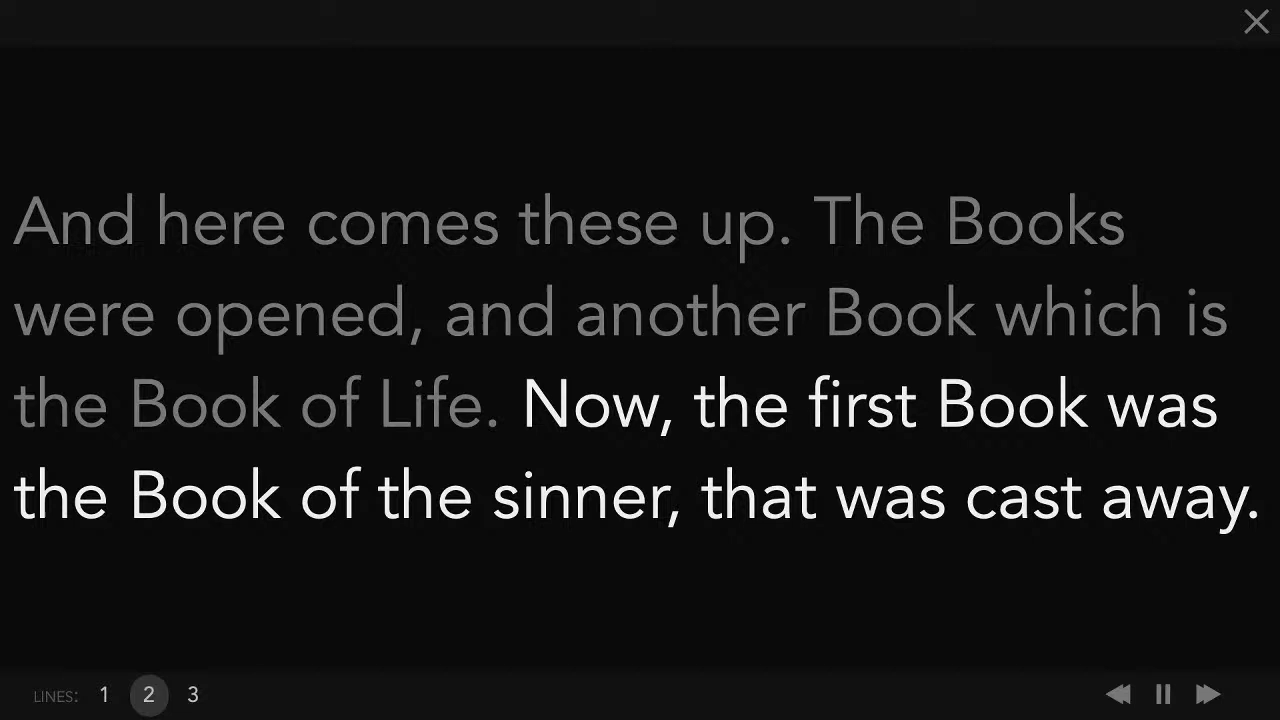 And here comes these up. The Books
were opened, and another Book which is
the Book of Life. Now, the first Book was
the Book of the sinner, that was cast away.
LINES: 1 2 3